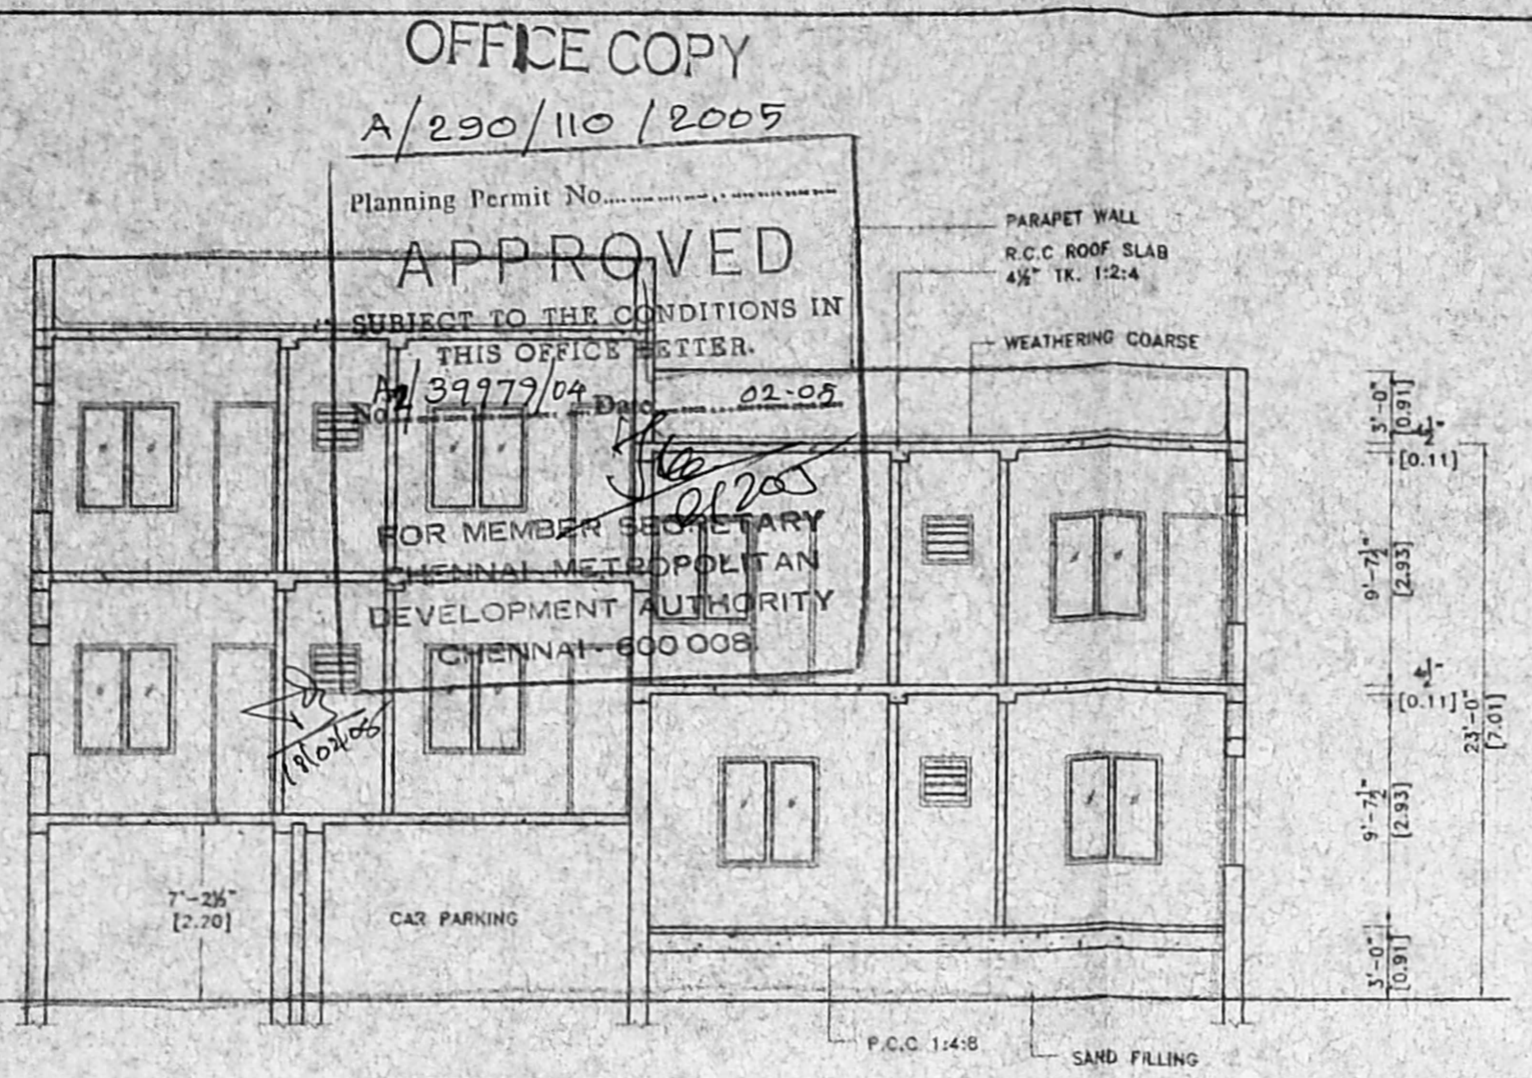 OFFICE COPY
A/290/110/2005
Planning Permit No.
APPROVED
SUBJECT TO THE CONDITIONS IN
THIS OFFICE LETTER.
No. A2/39979/04 Date 02-05
FOR MEMBER SECRETARY
CHENNAI METROPOLITAN
DEVELOPMENT AUTHORITY
CHENNAI - 600 008.
18/02/05
PARAPET WALL
R.C.C ROOF SLAB
4½" TK. 1:2:4
WEATHERING COARSE
3'-0"
[0.91]
4½"
[0.11]
9'-7½"
[2.93]
4½"
[0.11]
23'-0"
[7.01]
9'-7½"
[2.93]
3'-0"
[0.91]
7'-2½"
[2.20]
CAR PARKING
P.C.C 1:4:8
SAND FILLING